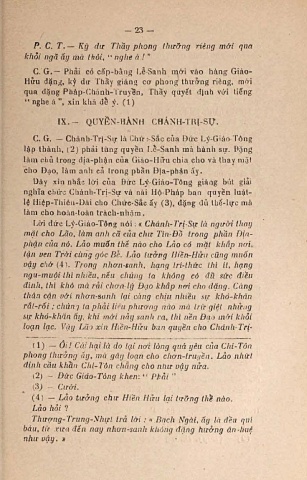 — 23 —
P. C. T. — Ký dư Thầy phong thưởng riêng mới qua
khỏi ngã ấy mà thôi, "nghe à !"
C. G. — Phải có cấp-bằng Lễ-Sanh mới vào hàng Giáo-
Hữu đặng, kỳ dư Thầy giáng cơ phong thưởng riêng, mới
qua đặng Pháp-Chánh-Truyền, Thầy quyết định với tiếng
"nghe à", xin khá để ý. (1)
IX. — QUYỀN-HÀNH CHÁNH-TRỊ-SỰ.
C. G. — Chánh-Trị-Sự là Chức-Sắc của Đức Lý-Giáo-Tông
lập thành, (2) phải tăng quyền Lễ-Sanh mà hành sự. Đặng
làm chủ trong địa-phận của Giáo-Hữu chia cho và thay mặt
cho Đạo, làm anh cả trong phần Địa-phận ấy.
Đây xin nhắc lời của Đức Lý-Giáo-Tông giảng bút giải
nghĩa chức Chánh-Trị-Sự và nài Hộ-Pháp ban quyền luật-
lệ Hiệp-Thiên-Đài cho Chức-Sắc ấy (3), đặng đủ thế-lực mà
làm cho hoàn-toàn trách-nhậm.
Lời đức Lý-Giáo-Tông nói : « Chánh-Trị-Sự là người thay
mặt cho Lão, làm anh cả của chư Tín-Đồ trong phần Địa-
phận của nó. Lão muốn thế nào cho Lão có mặt khắp nơi,
tận ven Trời cùng góc Bể. Lão tưởng Hiền-Hữu cũng muốn
vậy chớ (4). Trong nhơn-sanh, hạng trí-thức thì ít, hạng
ngu-muội thì nhiều, nếu chúng ta không có đủ sức điều
đình, thì khó mà rải chơn-lý Đạo khắp nơi cho đặng. Càng
thân cận với nhơn-sanh lại càng chịu nhiều sự khó-khăn
rối-rối ; chúng ta phải liệu phương nào mà trừ giệt những
sự khó-khăn ấy, khi mới nảy sanh ra, thì nền Đạo mới khỏi
loạn lạc. Vậy Lão xin Hiền-Hữu ban quyền cho Chánh-Trị-
(1) — Ôi ! Cái hại là do tại nơi lòng quá yêu của Chí-Tôn
phong thưởng ấy, mà gây loạn cho chơn-truyền. Lão nhứt
định cầu khẩn Chí-Tôn chẳng cho như vậy nữa.
(2) — Đức Giáo-Tông khen : "Phải"
(3) — Cười.
(4) — Lão tưởng chư Hiền Hữu lại tưởng thế nào.
Lão hỏi ?
Thượng-Trung-Nhựt trả lời : « Bạch Ngài, ấy là điều quí
báu, từ xưa đến nay nhơn-sanh không đặng hưởng ân-huệ
như vậy. »